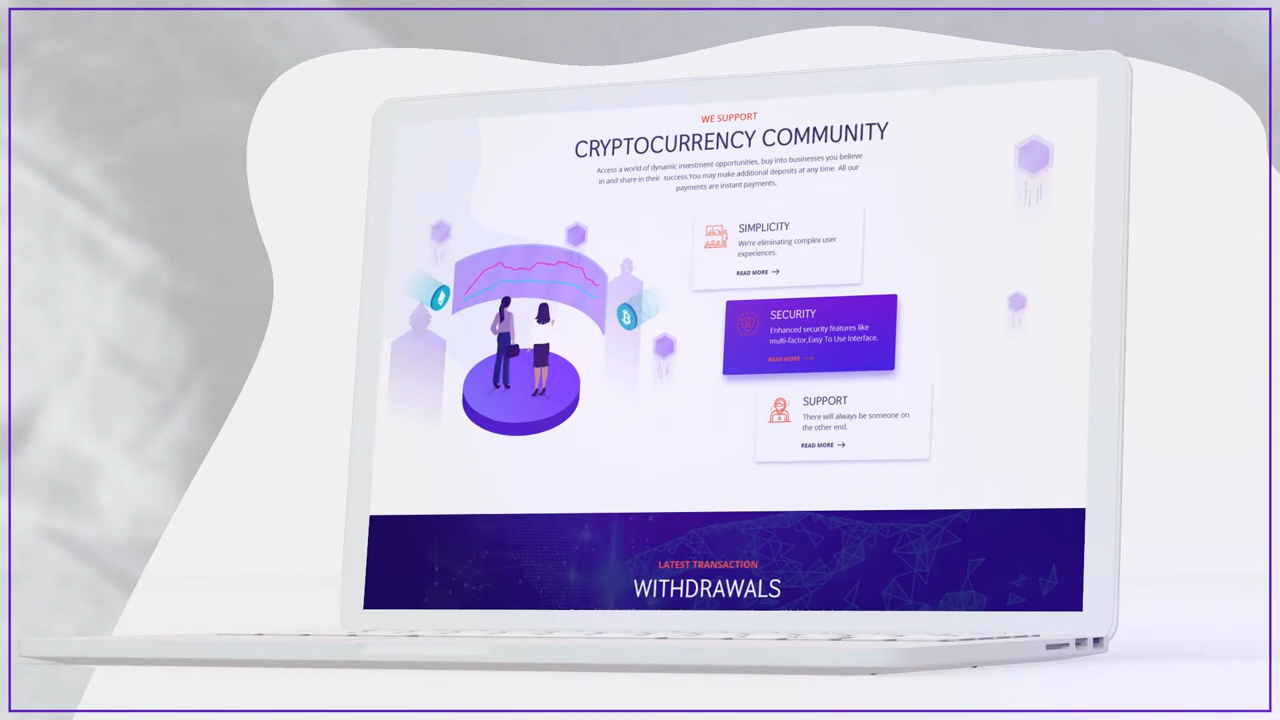 WE SUPPORT
CRYPTOCURRENCY COMMUNITY
Access a world of dynamic investment opportunities, buy into businesses you believe
in and share in their success.You may make additional deposits at any time. All our
payments are instant payments.
SIMPLICITY
We're eliminating complex user
experiences.
READ MORE
SECURITY
Enhanced security features like
multi-factor,Easy To Use Interface.
READ MORE
SUPPORT
There will always be someone on
the other end.
READ MORE
LATEST TRANSACTION
WITHDRAWALS